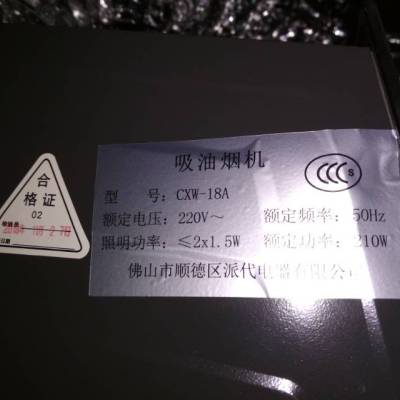 吸油烟机
型 号：CXW-18A
额定电压：220V～ 额定频率：50Hz
照明功率：≤2x1.5W 额定功率：210W
佛山市顺德区派代电器有限公司
CCC
S
合
格
证
02